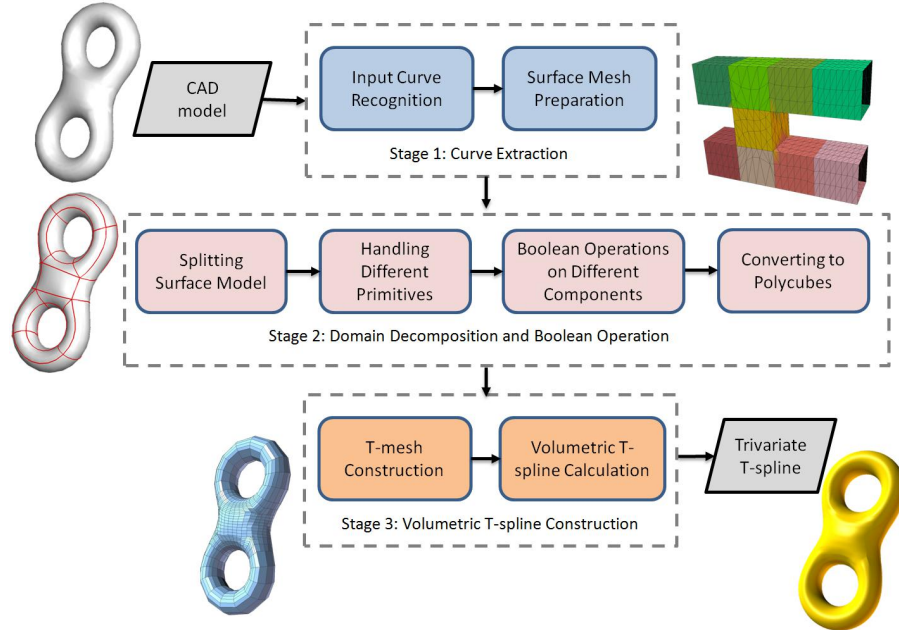 CAD
model
Input Curve
Recognition
Surface Mesh
Preparation
Stage 1: Curve Extraction
Splitting
Surface Model
Handling
Different
Primitives
Boolean Operations
on Different
Components
Converting to
Polycubes
Stage 2: Domain Decomposition and Boolean Operation
T-mesh
Construction
Volumetric T-
spline Calculation
Trivariate
T-spline
Stage 3: Volumetric T-spline Construction